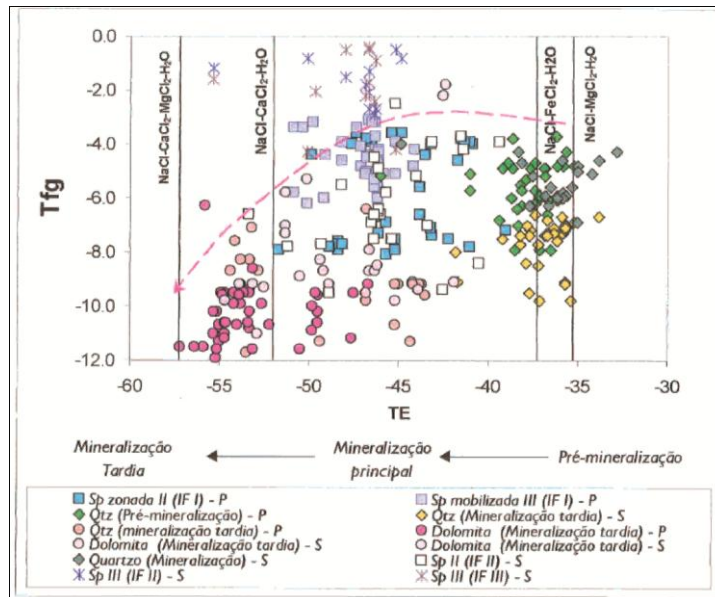 0.0
-2.0
-4.0
-6.0
-8.0
-10.0
-12.0
Tfg
NaCl-CaCl2-MgCl2-H2O
NaCl-CaCl2-H2O
NaCl-FeCl2-H2O
NaCl-MgCl2-H2O
-60 -55 -50 -45 -40 -35 -30
TE
Mineralização Tardia
Mineralização principal
Pré-mineralização
Sp zonada II (IF I) - P
Sp mobilizada III (IF I) - P
Qtz (Pré-mineralização) - P
Qtz (Mineralização tardia) - S
Qtz (mineralização tardia) - P
Dolomita (Mineralização tardia) - P
Dolomita (Mineralização tardia) - S
Dolomita (Mineralização tardia) - S
Quartzo (Mineralização) - S
Sp II (IF II) - S
Sp III (IF II) - S
Sp III (IF III) - S